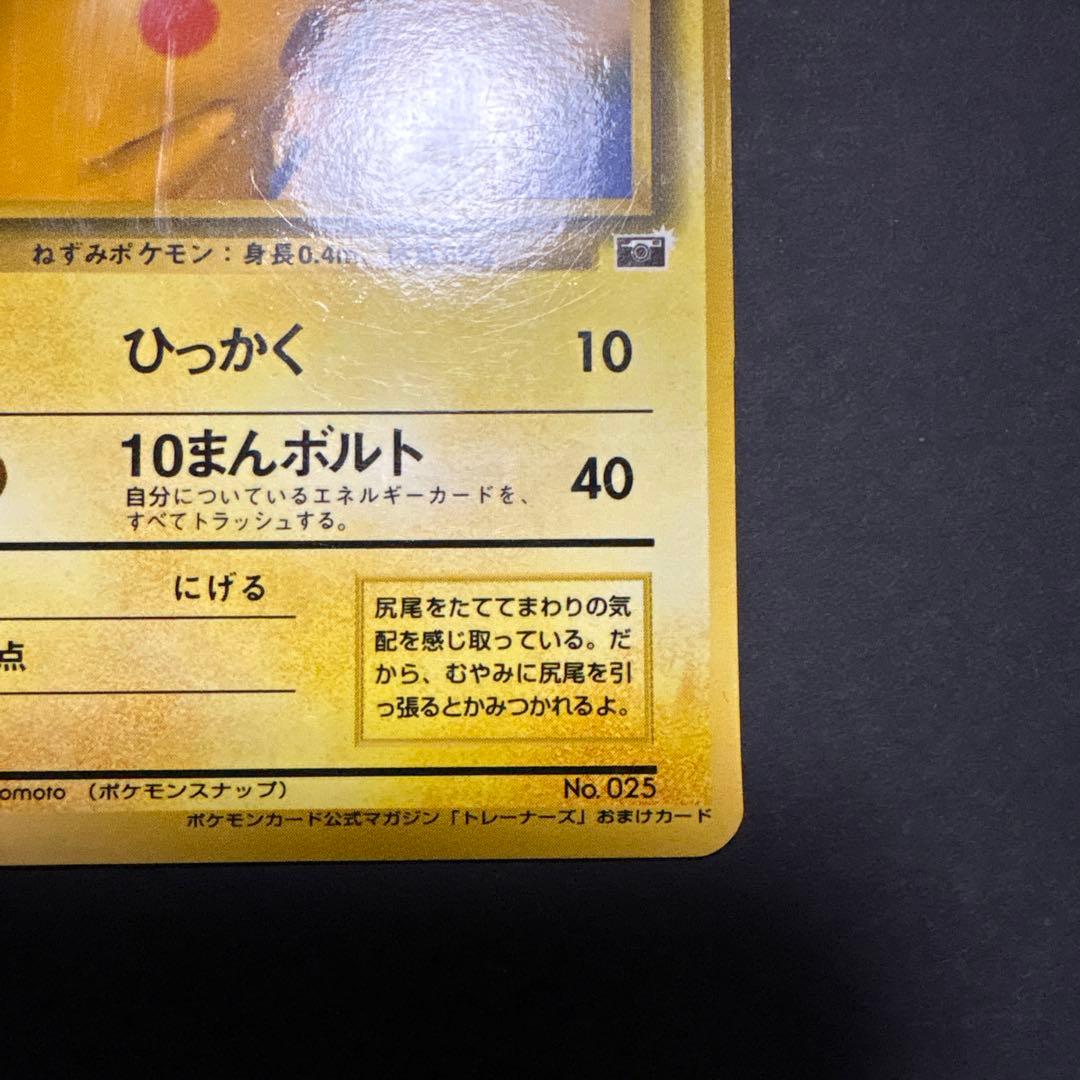 ねずみポケモン：身長0.4m
ひっかく 10
10まんボルト 40
自分についているエネルギーカードを、
すべてトラッシュする。
にげる
点
尻尾をたててまわりの気
配を感じ取っている。だ
から、むやみに尻尾を引
っ張るとかみつかれるよ。
omoto （ポケモンスナップ） No. 025
ポケモンカード公式マガジン「トレーナーズ」おまけカード